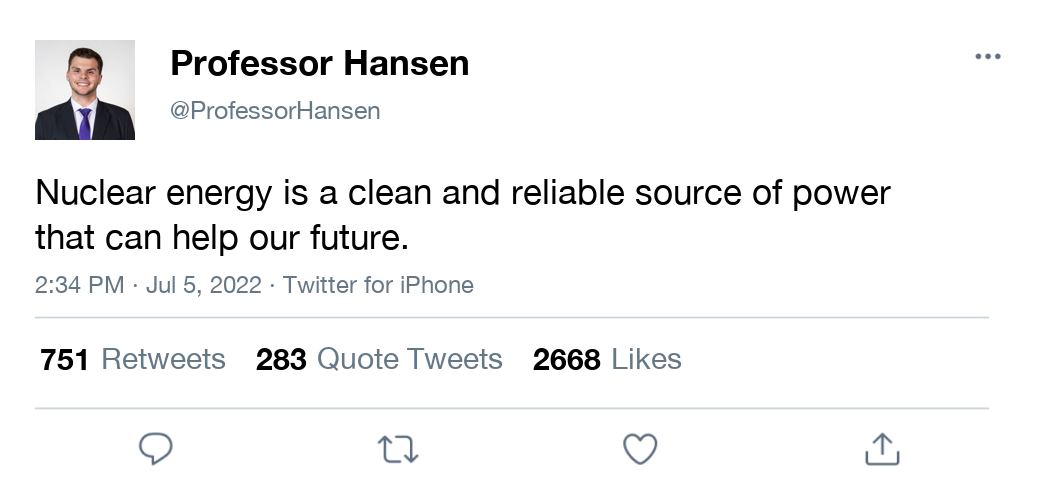 Professor Hansen
@ProfessorHansen
Nuclear energy is a clean and reliable source of power
that can help our future.
2:34 PM · Jul 5, 2022 · Twitter for iPhone
751 Retweets 283 Quote Tweets 2668 Likes